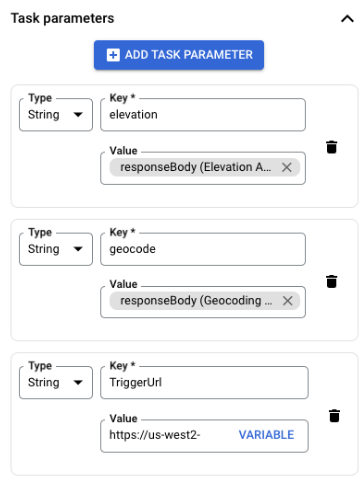 Task parameters
ADD TASK PARAMETER
Type
String
Key *
elevation
Value
responseBody (Elevation A...
Type
String
Key *
geocode
Value
responseBody (Geocoding ...
Type
String
Key *
TriggerUrl
Value
https://us-west2- VARIABLE